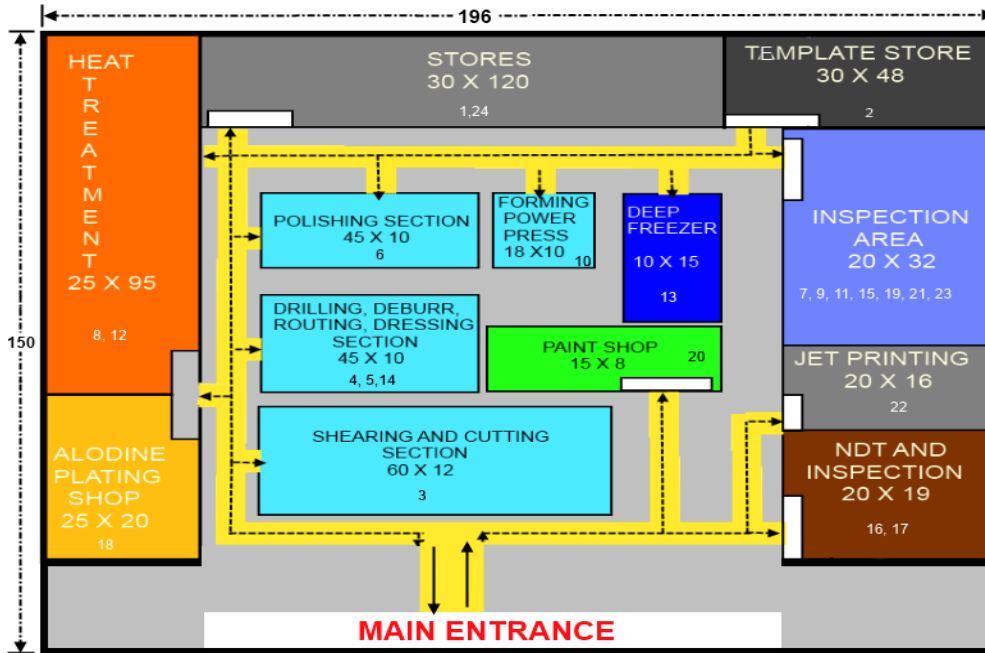 196
150
HEAT
TREATMENT
25 X 95
8, 12
STORES
30 X 120
1,24
TEMPLATE STORE
30 X 48
2
POLISHING SECTION
45 X 10
6
FORMING
POWER
PRESS
18 X10
10
DEEP
FREEZER
10 X 15
13
INSPECTION
AREA
20 X 32
7, 9, 11, 15, 19, 21, 23
DRILLING, DEBURR,
ROUTING, DRESSING
SECTION
45 X 10
4, 5,14
PAINT SHOP
15 X 8
20
JET PRINTING
20 X 16
22
ALODINE
PLATING
SHOP
25 X 20
18
SHEARING AND CUTTING
SECTION
60 X 12
3
NDT AND
INSPECTION
20 X 19
16, 17
MAIN ENTRANCE